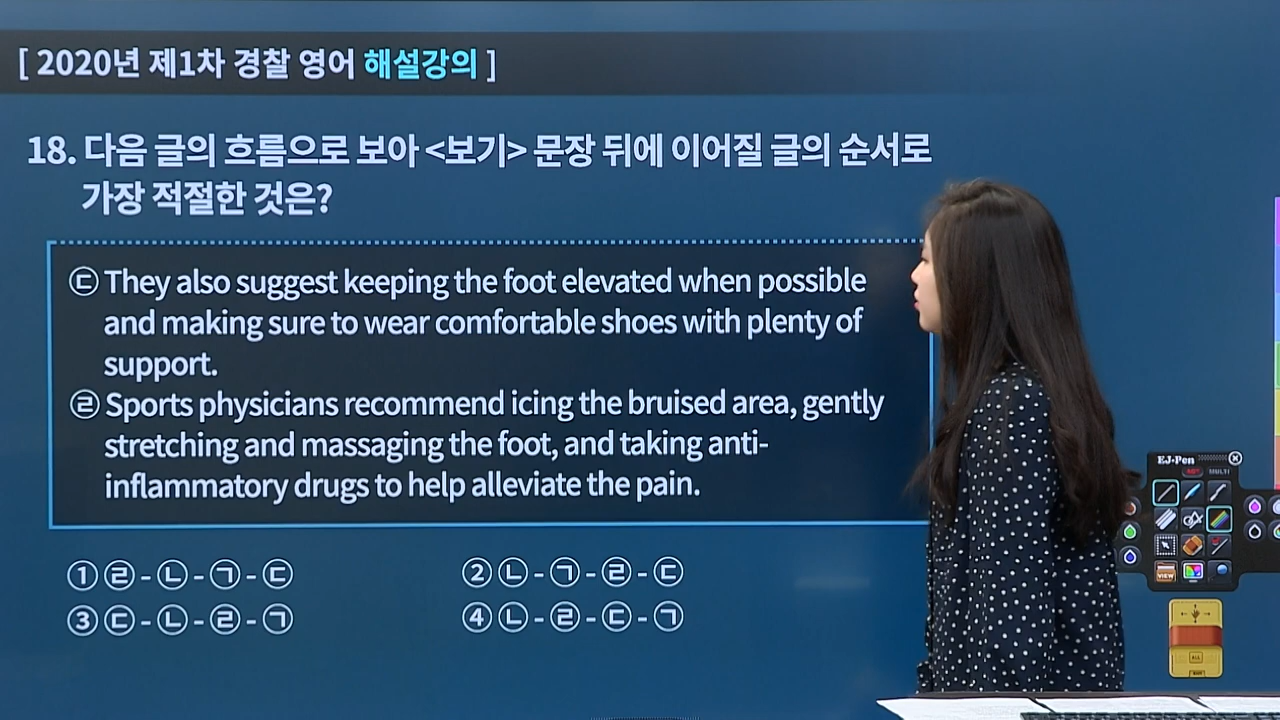 [ 2020년 제1차 경찰 영어 해설강의 ]
18. 다음 글의 흐름으로 보아 <보기> 문장 뒤에 이어질 글의 순서로
가장 적절한 것은?
㉢ They also suggest keeping the foot elevated when possible
and making sure to wear comfortable shoes with plenty of
support.
㉣ Sports physicians recommend icing the bruised area, gently
stretching and massaging the foot, and taking anti-
inflammatory drugs to help alleviate the pain.
① ㉣ - ㉡ - ㉠ - ㉢
② ㉡ - ㉠ - ㉣ - ㉢
③ ㉢ - ㉡ - ㉣ - ㉠
④ ㉡ - ㉣ - ㉢ - ㉠
EJ-Pen
MULTI
VIEW
ALL